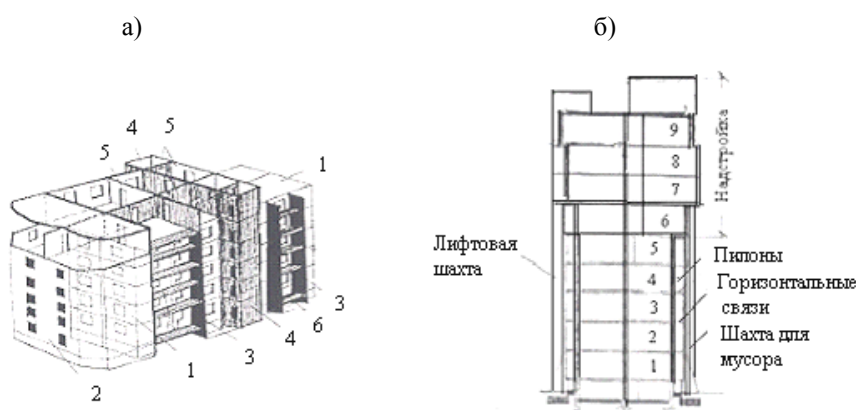 а)
б)
4
5
5
1
3
6
4
3
1
2
9
8
7
6
5
4
3
2
1
Надстройка
Лифтовая
шахта
Пилоны
Горизонтальные
связи
Шахта для
мусора